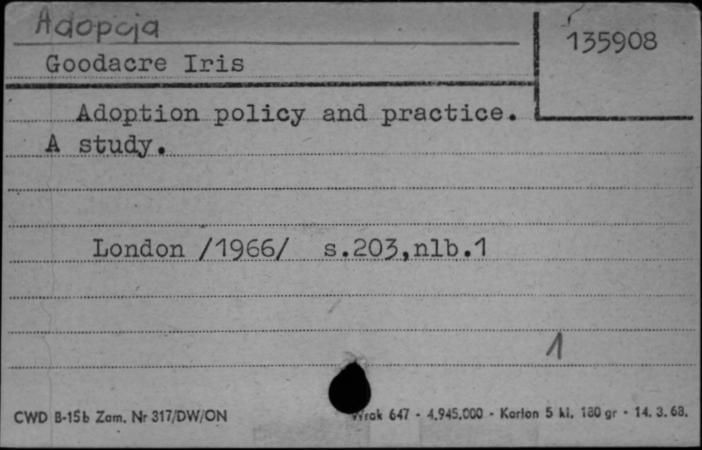 Adopcja
135908
Goodacre Iris
Adoption policy and practice.
A study.
London /1966/ s.203,nlb.1
1
CWD B-15b Zam. Nr 317/DW/ON
647 - 4.945.000 - Karton 5 kl. 180 gr - 14. 3. 68.